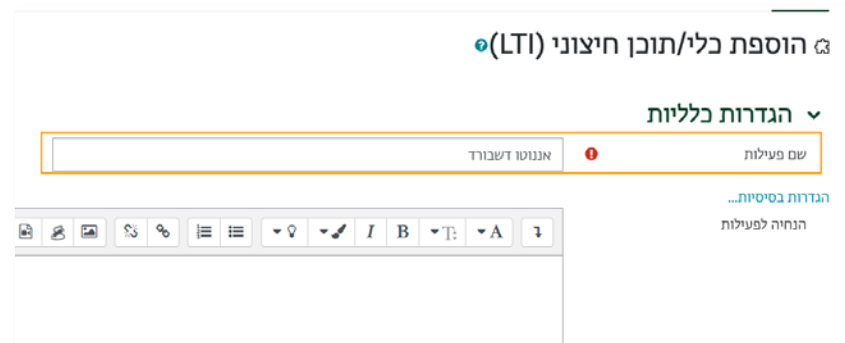 הוספת כלי/תוכן חיצוני (LTI)
הגדרות כלליות
שם פעילות
אננוטו דשבורד
הגדרות בסיסיות...
הנחיה לפעילות
A T: B I